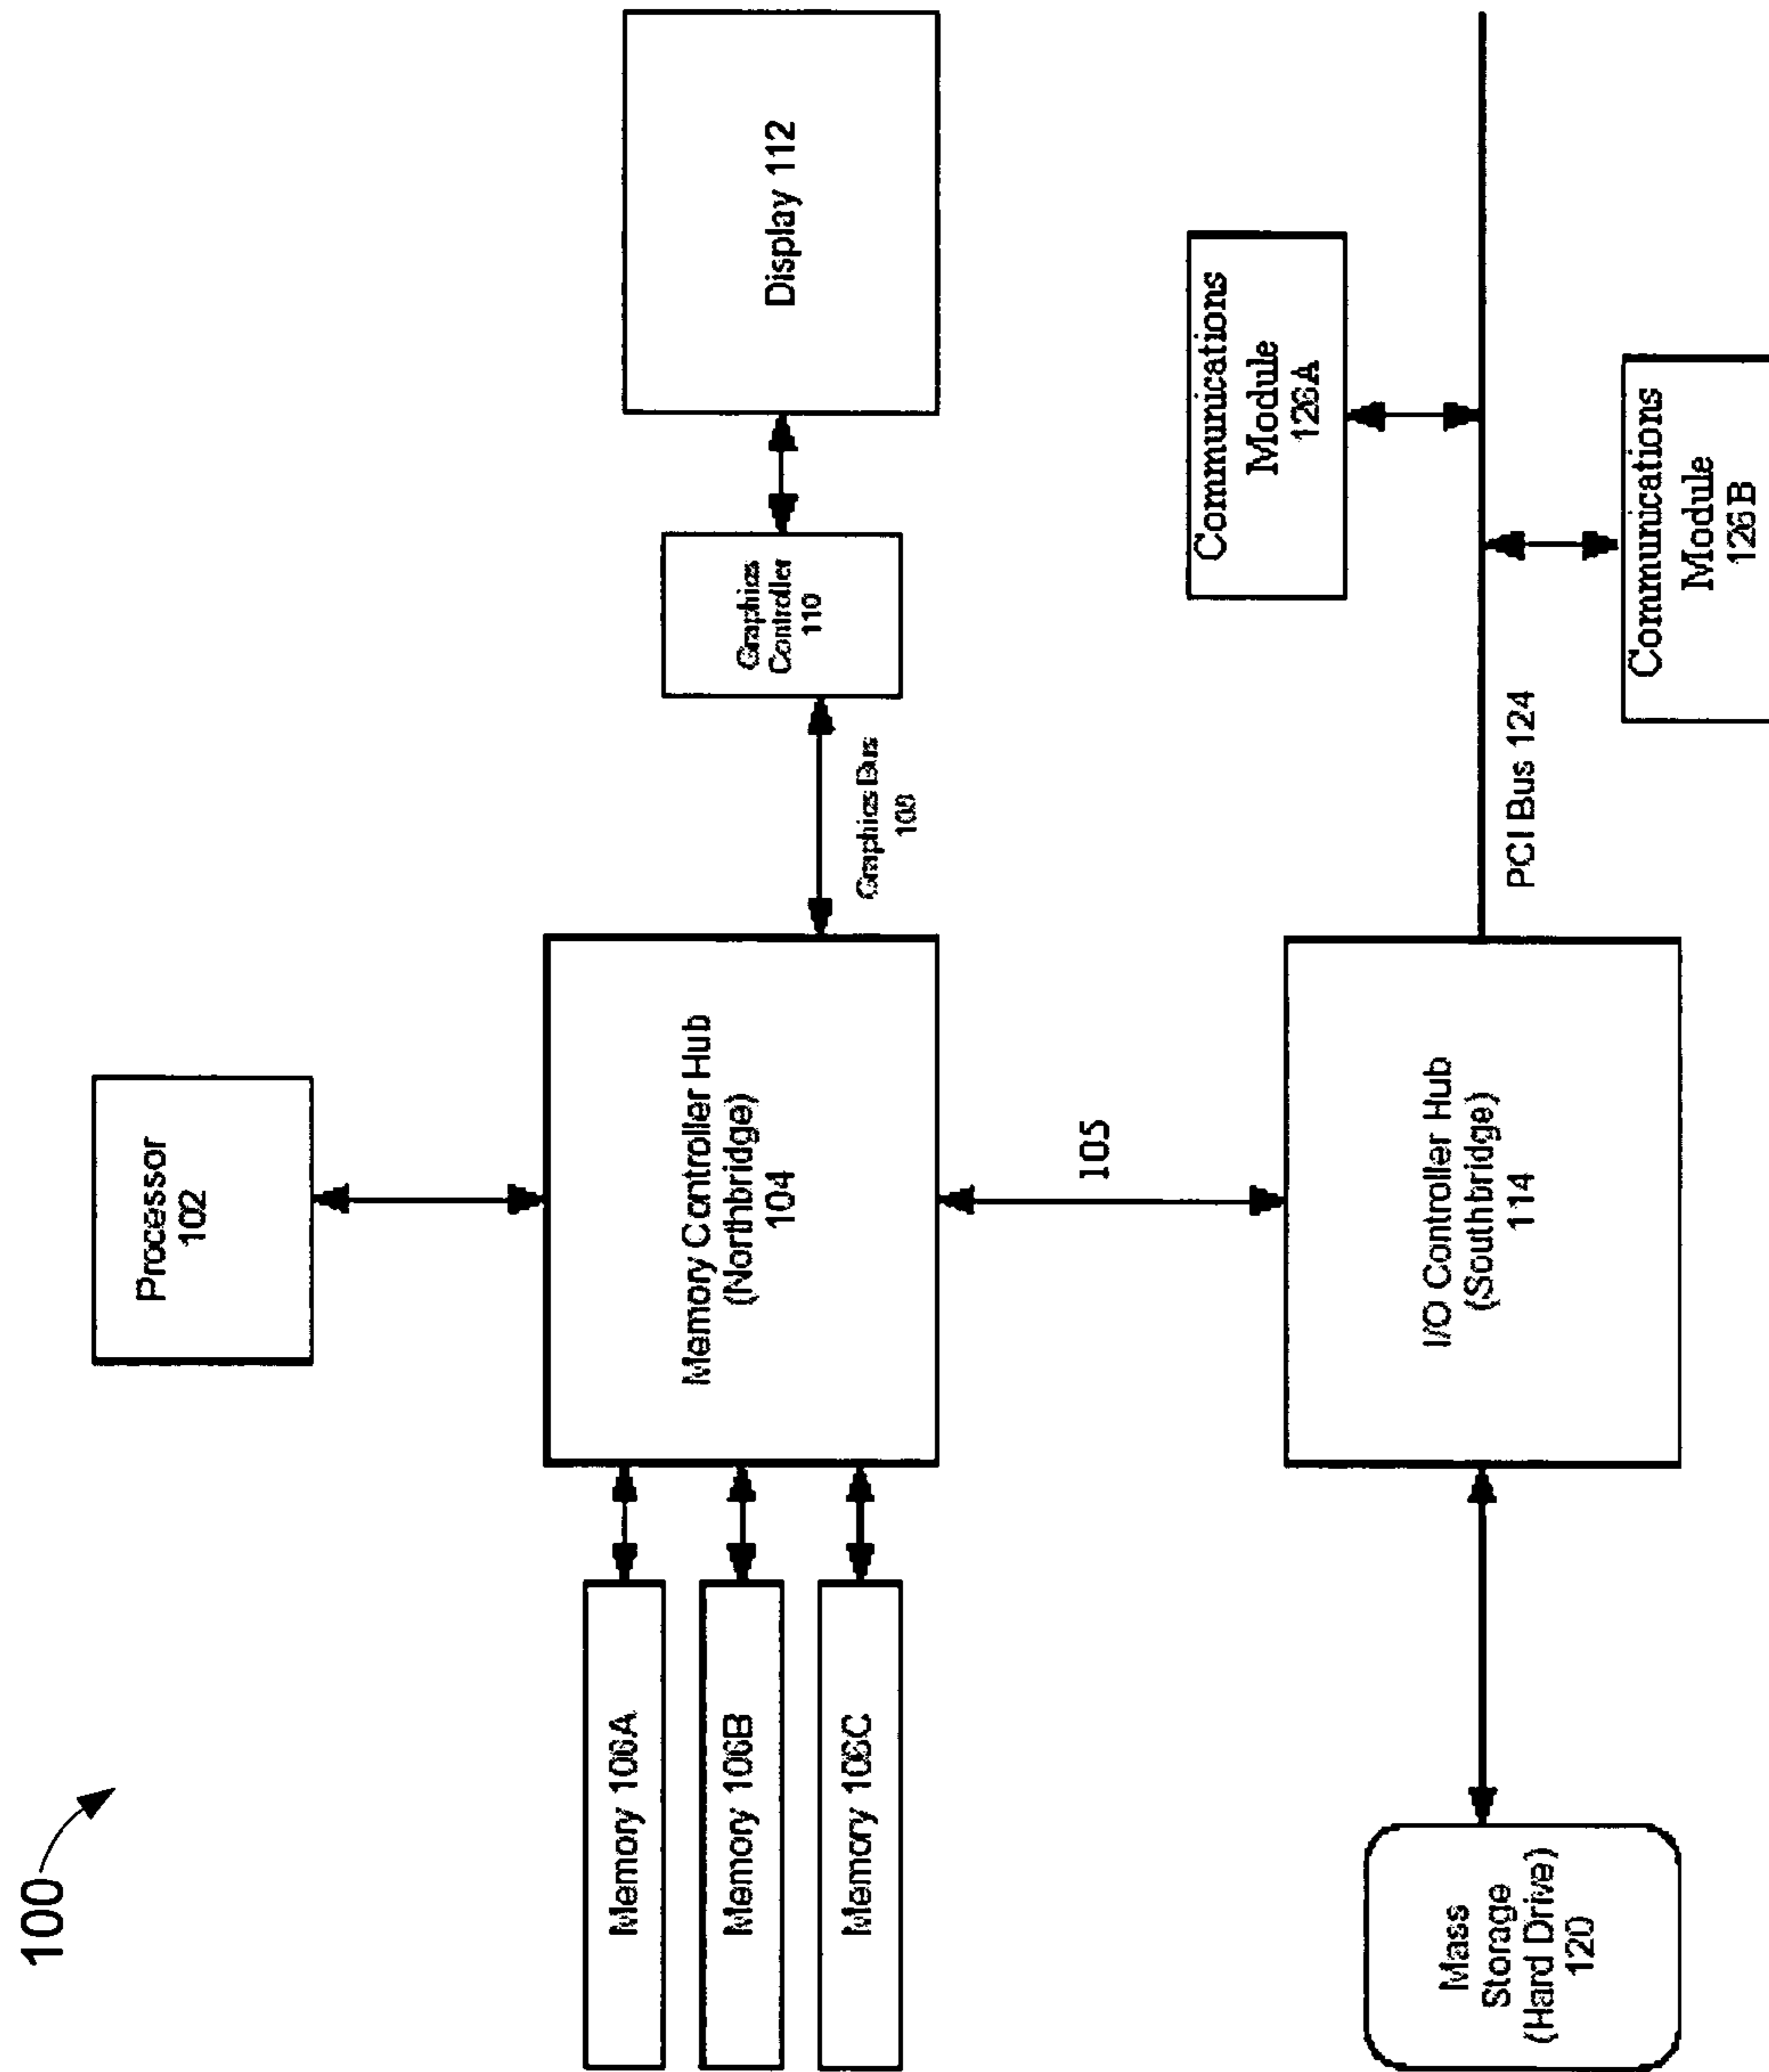 100
Processor
102
Memory 106A
Memory 106B
Memory 106C
Memory Controller Hub
(Northbridge)
104
Graphics Bus
108
Graphics
Controller
110
Display 112
105
Mass
Storage
(Hard Drive)
120
I/O Controller Hub
(Southbridge)
114
PCI Bus 124
Communications
Module
126A
Communications
Module
126B